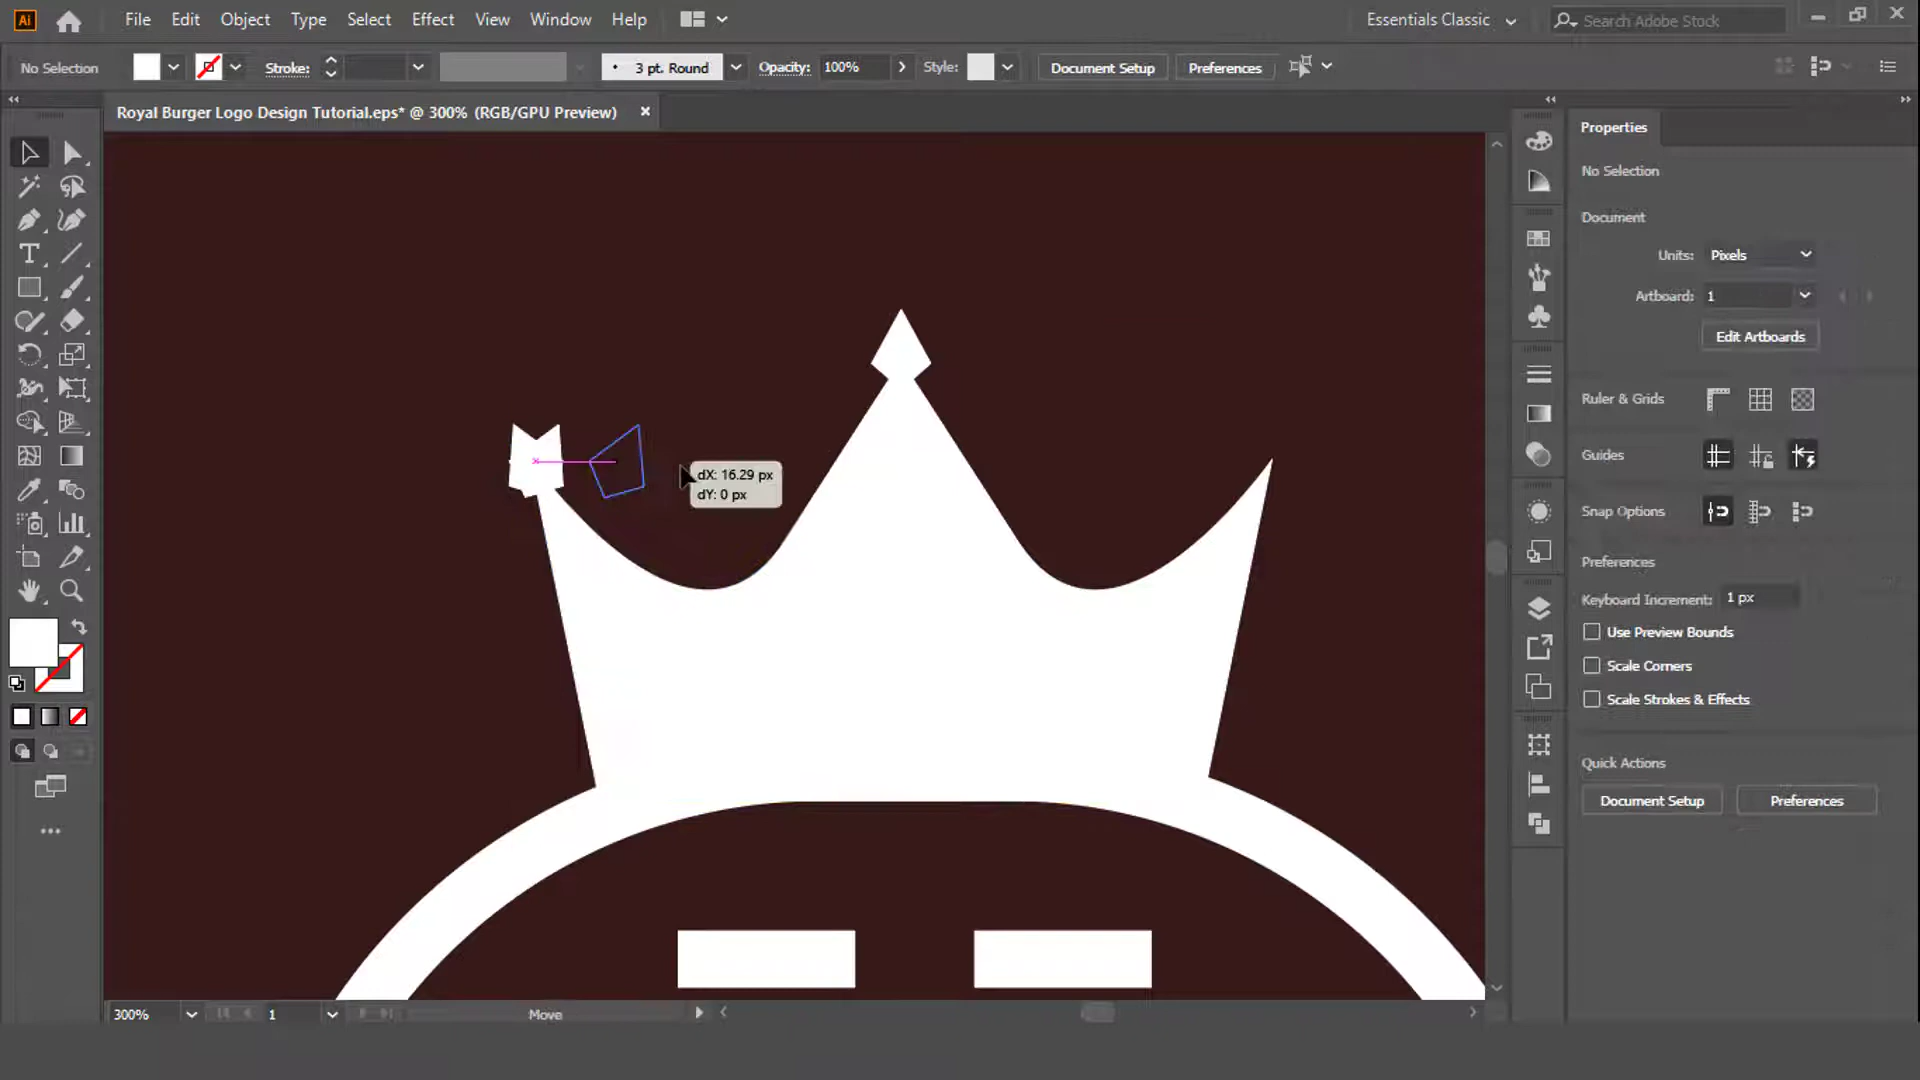 Ai File Edit Object Type Select Effect View Window Help Essentials Classic Search Adobe Stock
No Selection Stroke: 3 pt. Round Opacity: 100% Style: Document Setup Preferences
Royal Burger Logo Design Tutorial.eps* @ 300% (RGB/GPU Preview)
Properties
No Selection
Document
Units: Pixels
Artboard: 1
Edit Artboards
Ruler & Grids
Guides
dX: 16.29 px
dY: 0 px
Snap Options
Preferences
Keyboard Increment: 1 px
Use Preview Bounds
Scale Corners
Scale Strokes & Effects
Quick Actions
Document Setup Preferences
300% 1 Move